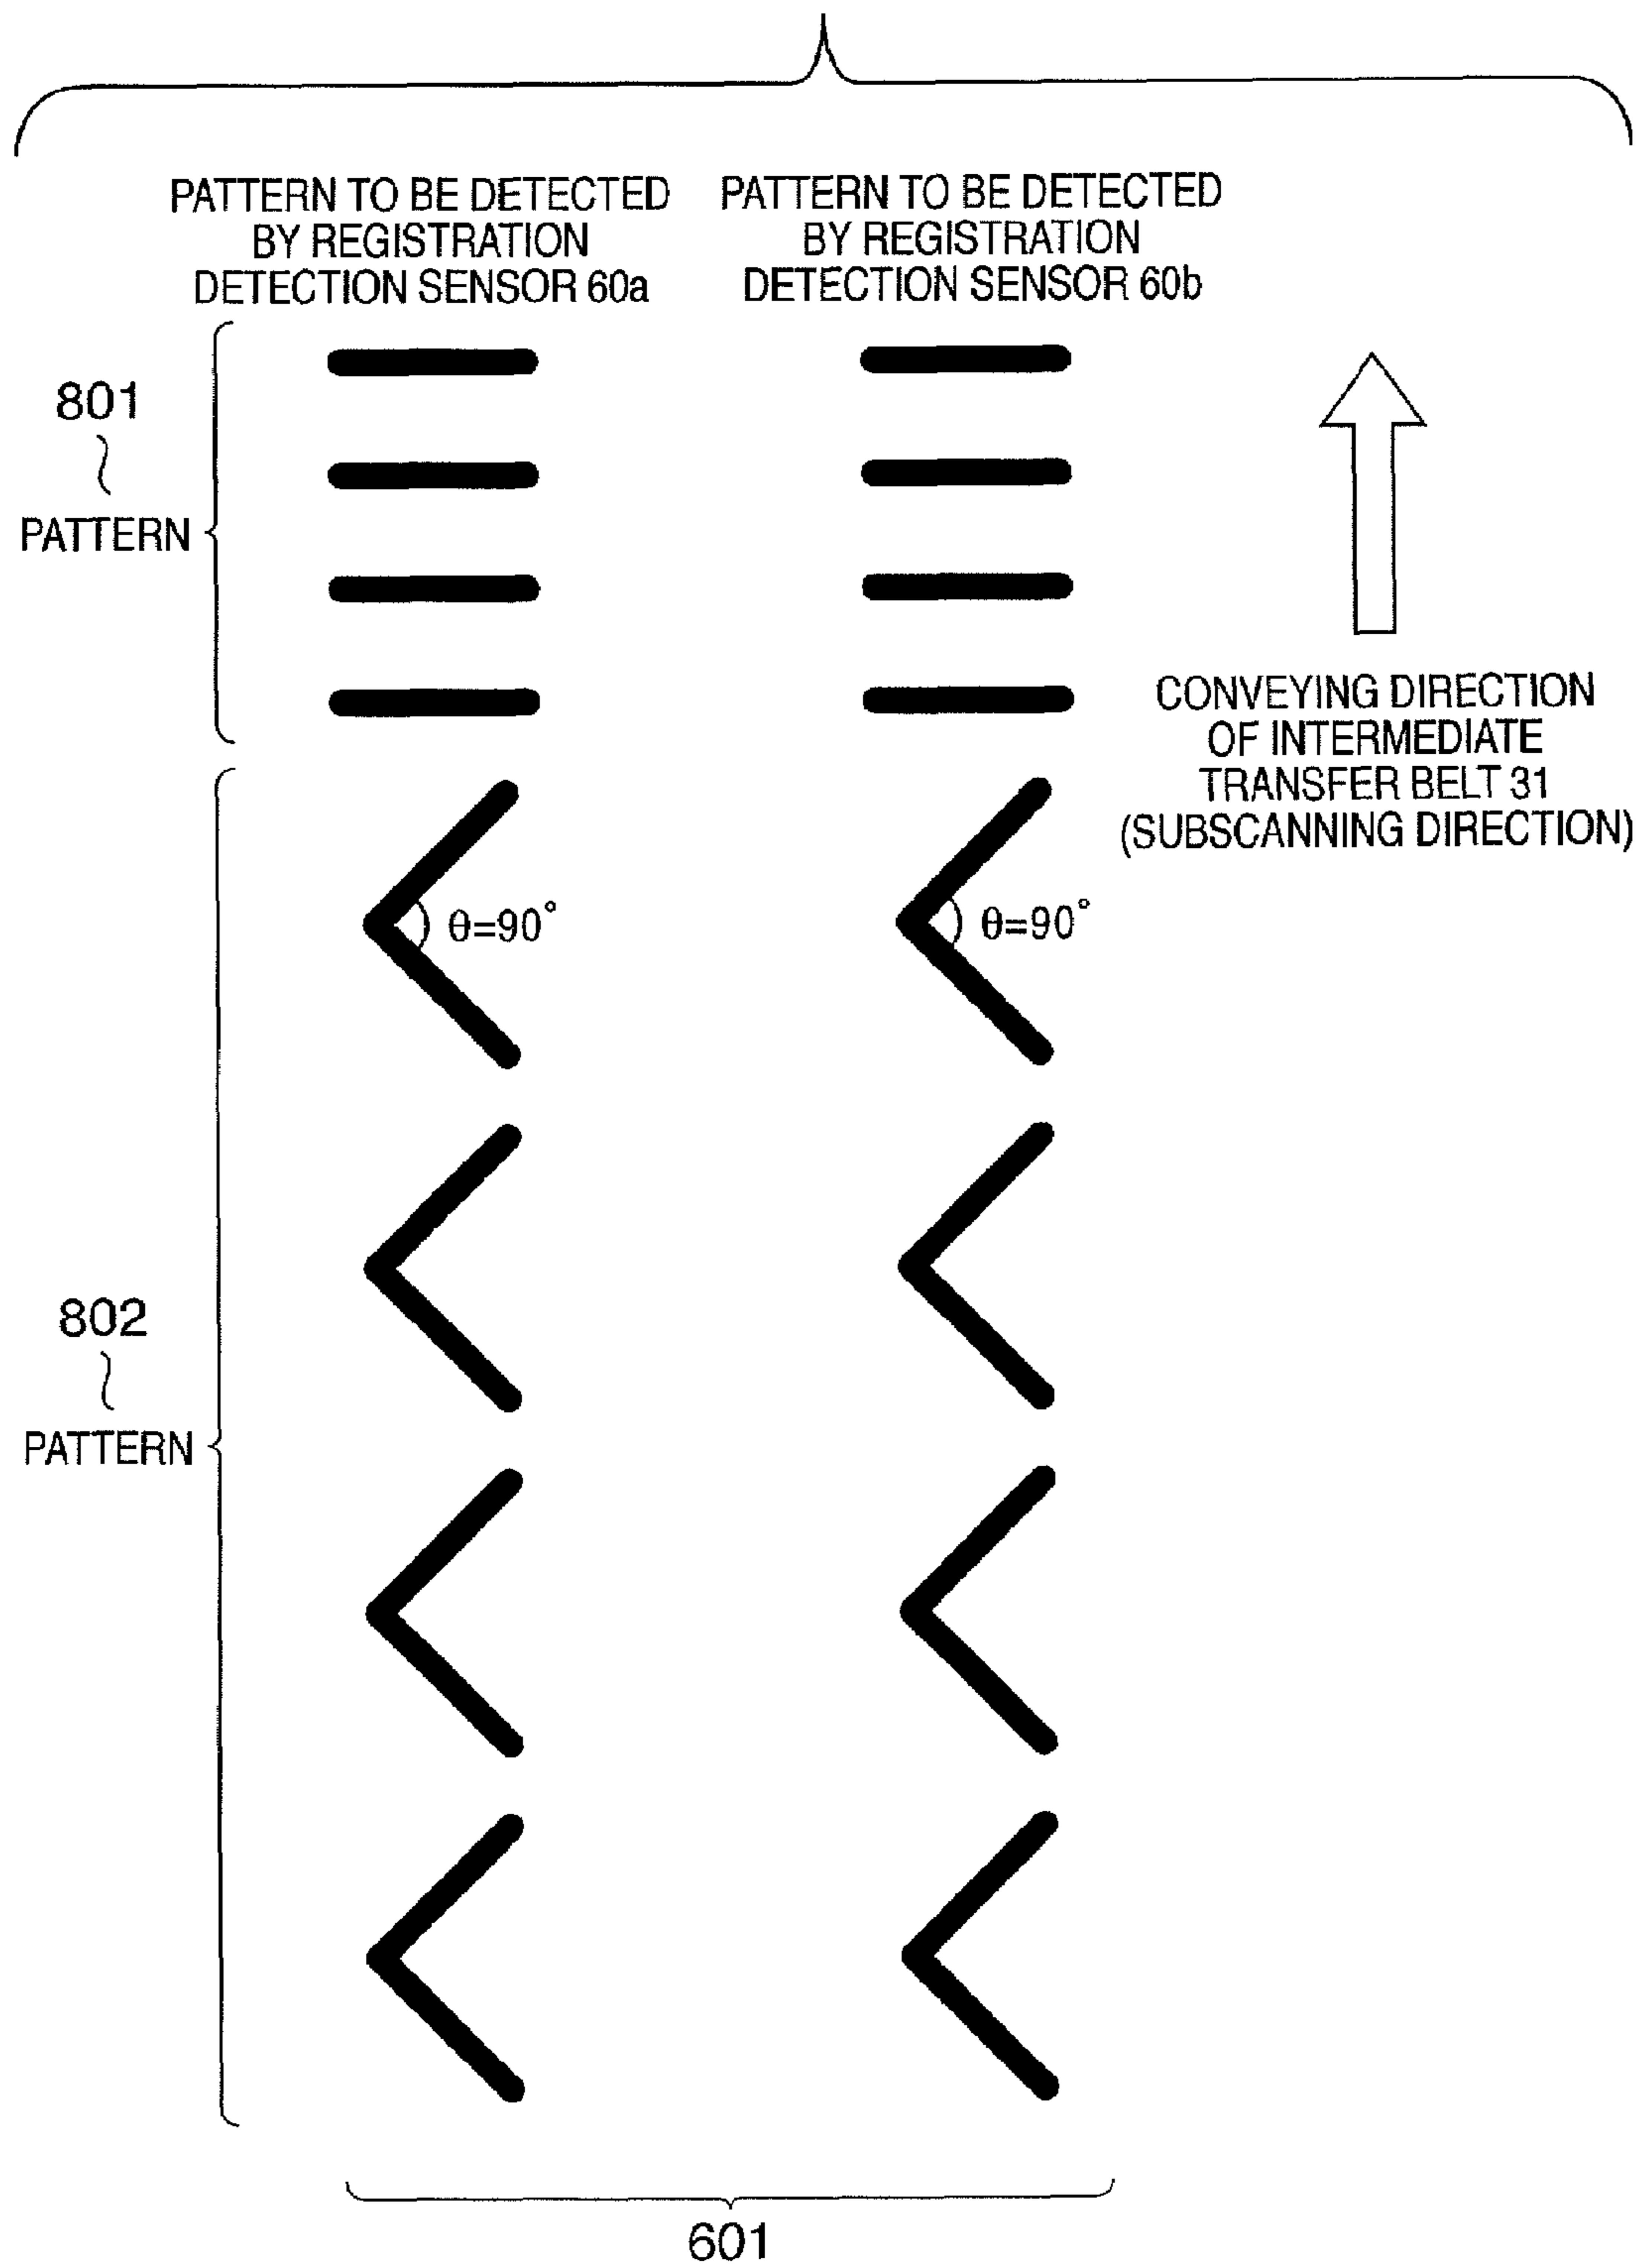 PATTERN TO BE DETECTED
BY REGISTRATION
DETECTION SENSOR 60a
PATTERN TO BE DETECTED
BY REGISTRATION
DETECTION SENSOR 60b
801
PATTERN
CONVEYING DIRECTION
OF INTERMEDIATE
TRANSFER BELT 31
(SUBSCANNING DIRECTION)
θ=90°
θ=90°
802
PATTERN
601